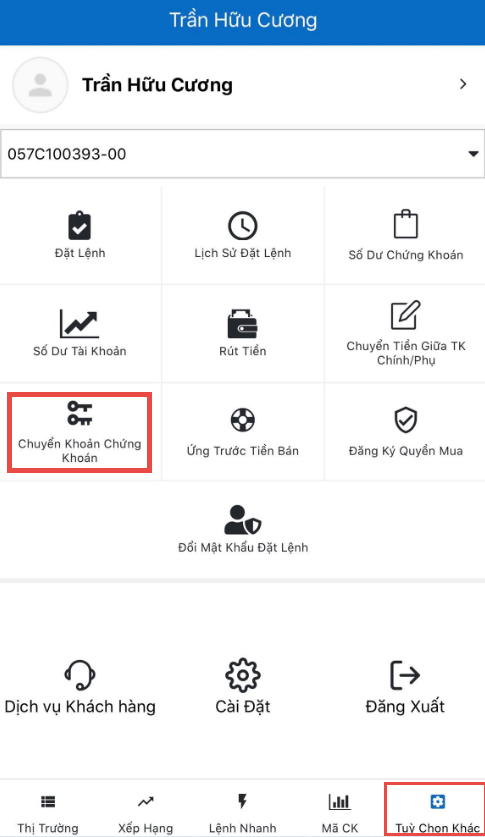 Trần Hữu Cương
Trần Hữu Cương
057C100393-00
Đặt Lệnh
Lịch Sử Đặt Lệnh
Số Dư Chứng Khoán
Số Dư Tài Khoản
Rút Tiền
Chuyển Tiền Giữa TK
Chính/Phụ
Chuyển Khoản Chứng
Khoán
Ứng Trước Tiền Bán
Đăng Ký Quyền Mua
Đổi Mật Khẩu Đặt Lệnh
Dịch vụ Khách hàng
Cài Đặt
Đăng Xuất
Thị Trường
Xếp Hạng
Lệnh Nhanh
Mã CK
Tuỳ Chọn Khác